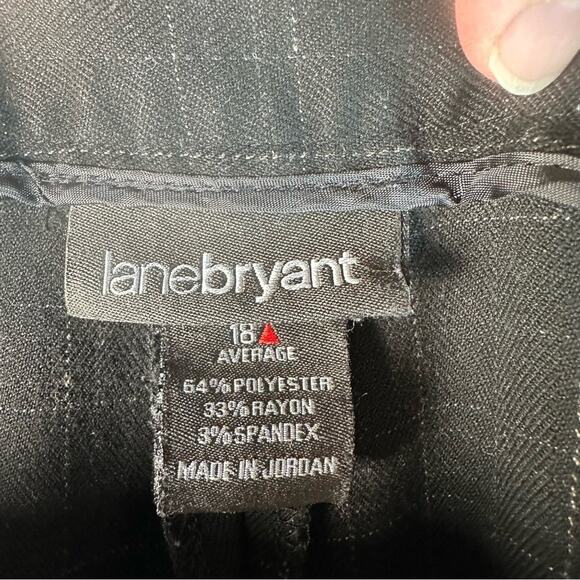 lanebryant
18
AVERAGE
64% POLYESTER
33% RAYON
3% SPANDEX
MADE IN JORDAN